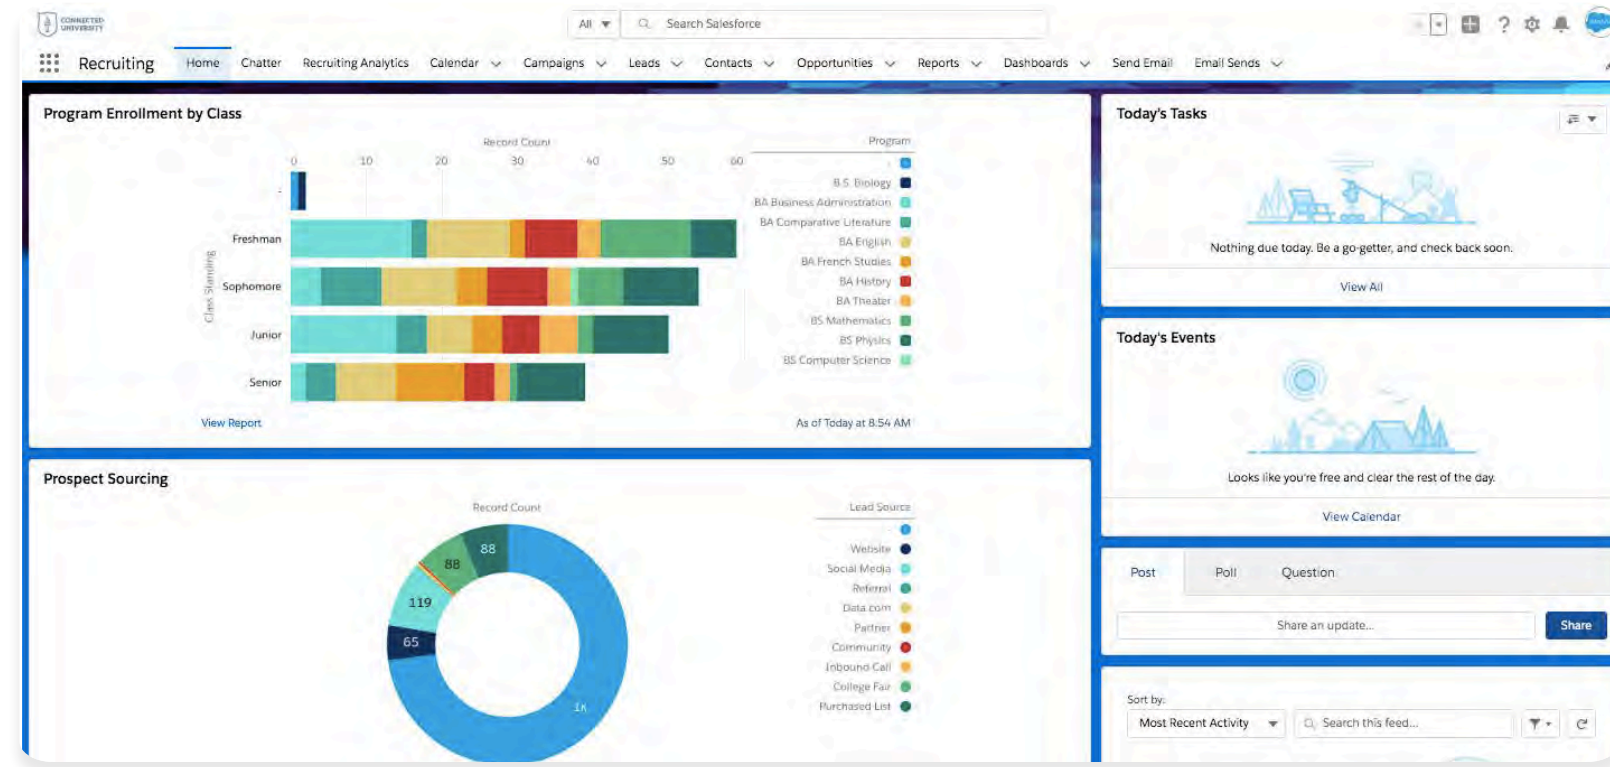 CONNECTED
UNIVERSITY
All
Search Salesforce
Recruiting
Home
Chatter
Recruiting Analytics
Calendar
Campaigns
Leads
Contacts
Opportunities
Reports
Dashboards
Send Email
Email Sends
Program Enrollment by Class
Record Count
0 10 20 30 40 50 60
Class Standing
-
Freshman
Sophomore
Junior
Senior
Program
-
B.S. Biology
BA Business Administration
BA Comparative Literature
BA English
BA French Studies
BA History
BA Theater
BS Mathematics
BS Physics
BS Computer Science
View Report
As of Today at 8:54 AM
Prospect Sourcing
Record Count
88
88
119
65
1K
Lead Source
-
Website
Social Media
Referral
Data.com
Partner
Community
Inbound Call
College Fair
Purchased List
Today's Tasks
Nothing due today. Be a go-getter, and check back soon.
View All
Today's Events
Looks like you're free and clear the rest of the day.
View Calendar
Post
Poll
Question
Share an update...
Share
Sort by:
Most Recent Activity
Search this feed...